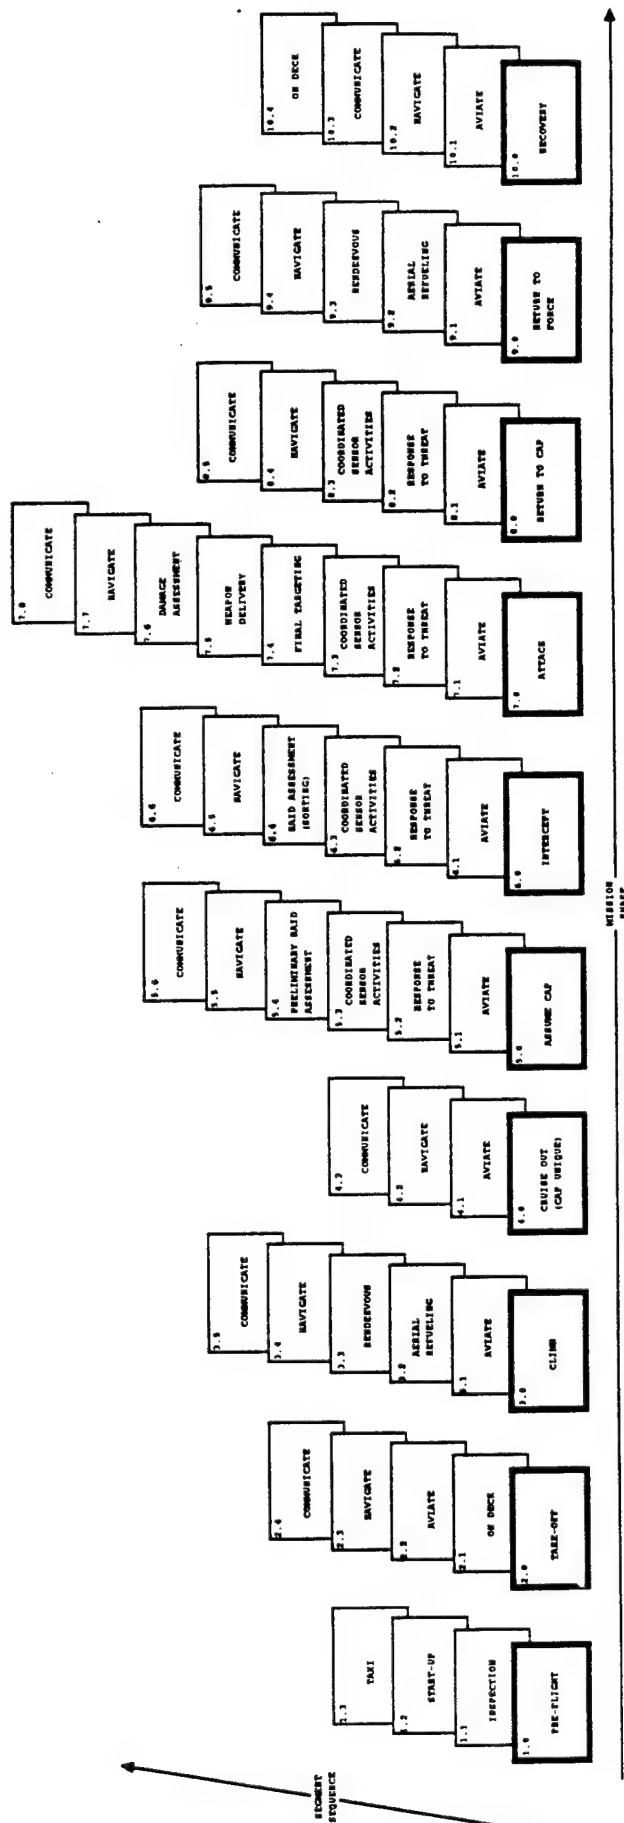 SEGMENT
SEQUENCE
1.3
TAXI
1.2
START-UP
1.1
INSPECTION
1.0
PRE-FLIGHT
2.4
COMMUNICATE
2.3
NAVIGATE
2.2
AVIATE
2.1
ON DECK
2.0
TAKE-OFF
3.5
COMMUNICATE
3.4
NAVIGATE
3.3
RENDEVOUS
3.2
AERIAL
REFUELING
3.1
AVIATE
3.0
CLIMB
4.3
COMMUNICATE
4.2
NAVIGATE
4.1
AVIATE
4.0
CRUISE OUT
(CAP UNIQUE)
5.6
COMMUNICATE
5.5
NAVIGATE
5.4
PRELIMINARY RAID
ASSESSMENT
5.3
COORDINATED
SENSOR
ACTIVITIES
5.2
RESPONSE
TO THREAT
5.1
AVIATE
5.0
ASSUME CAP
6.6
COMMUNICATE
6.5
NAVIGATE
6.4
RAID ASSESSMENT
(SORTING)
6.3
COORDINATED
SENSOR
ACTIVITIES
6.2
RESPONSE
TO THREAT
6.1
AVIATE
6.0
INTERCEPT
7.8
COMMUNICATE
7.7
NAVIGATE
7.6
DAMAGE
ASSESSMENT
7.5
WEAPON
DELIVERY
7.4
FINAL TARGETING
7.3
COORDINATED
SENSOR
ACTIVITIES
7.2
RESPONSE
TO THREAT
7.1
AVIATE
7.0
ATTACK
8.5
COMMUNICATE
8.4
NAVIGATE
8.3
COORDINATED
SENSOR
ACTIVITIES
8.2
RESPONSE
TO THREAT
8.1
AVIATE
8.0
RETURN TO CAP
9.5
COMMUNICATE
9.4
NAVIGATE
9.3
RENDEVOUS
9.2
AERIAL
REFUELING
9.1
AVIATE
9.0
RETURN TO
FORCE
10.4
ON DECK
10.3
COMMUNICATE
10.2
NAVIGATE
10.1
AVIATE
10.0
RECOVERY
MISSION
PHASE